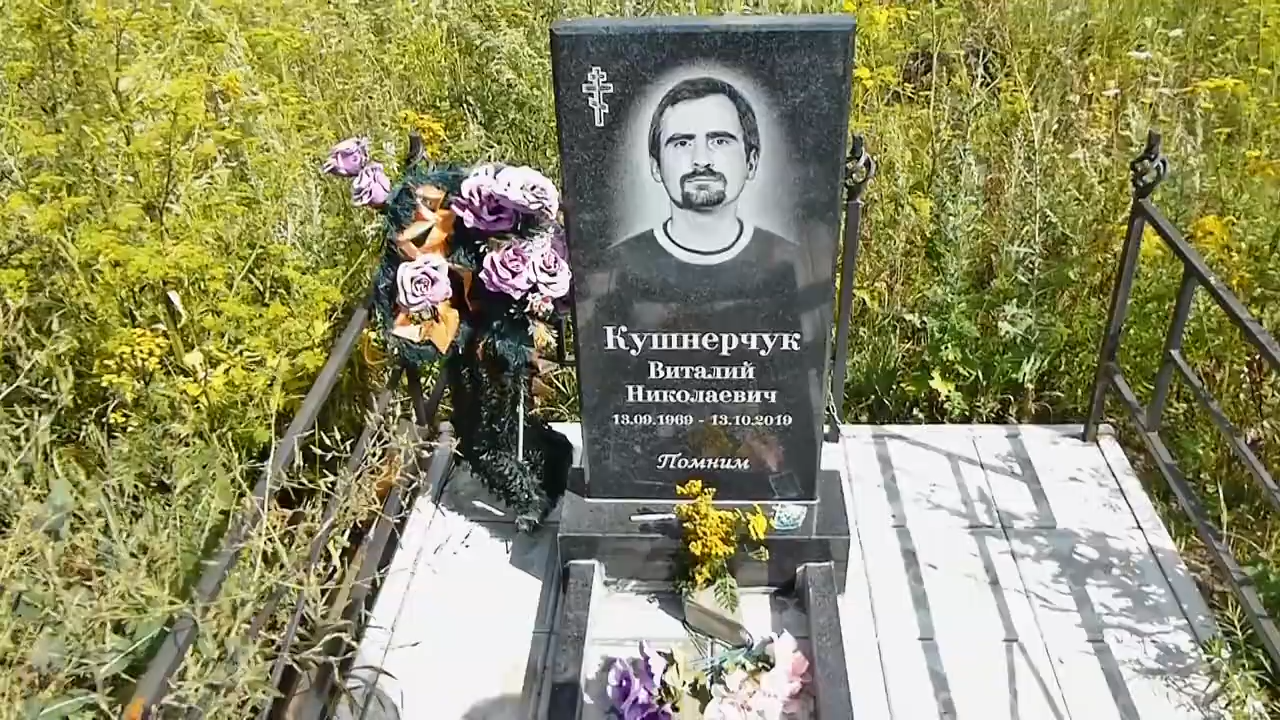 Кушнерчук
Виталий
Николаевич
13.09.1969 - 13.10.2019
Помним